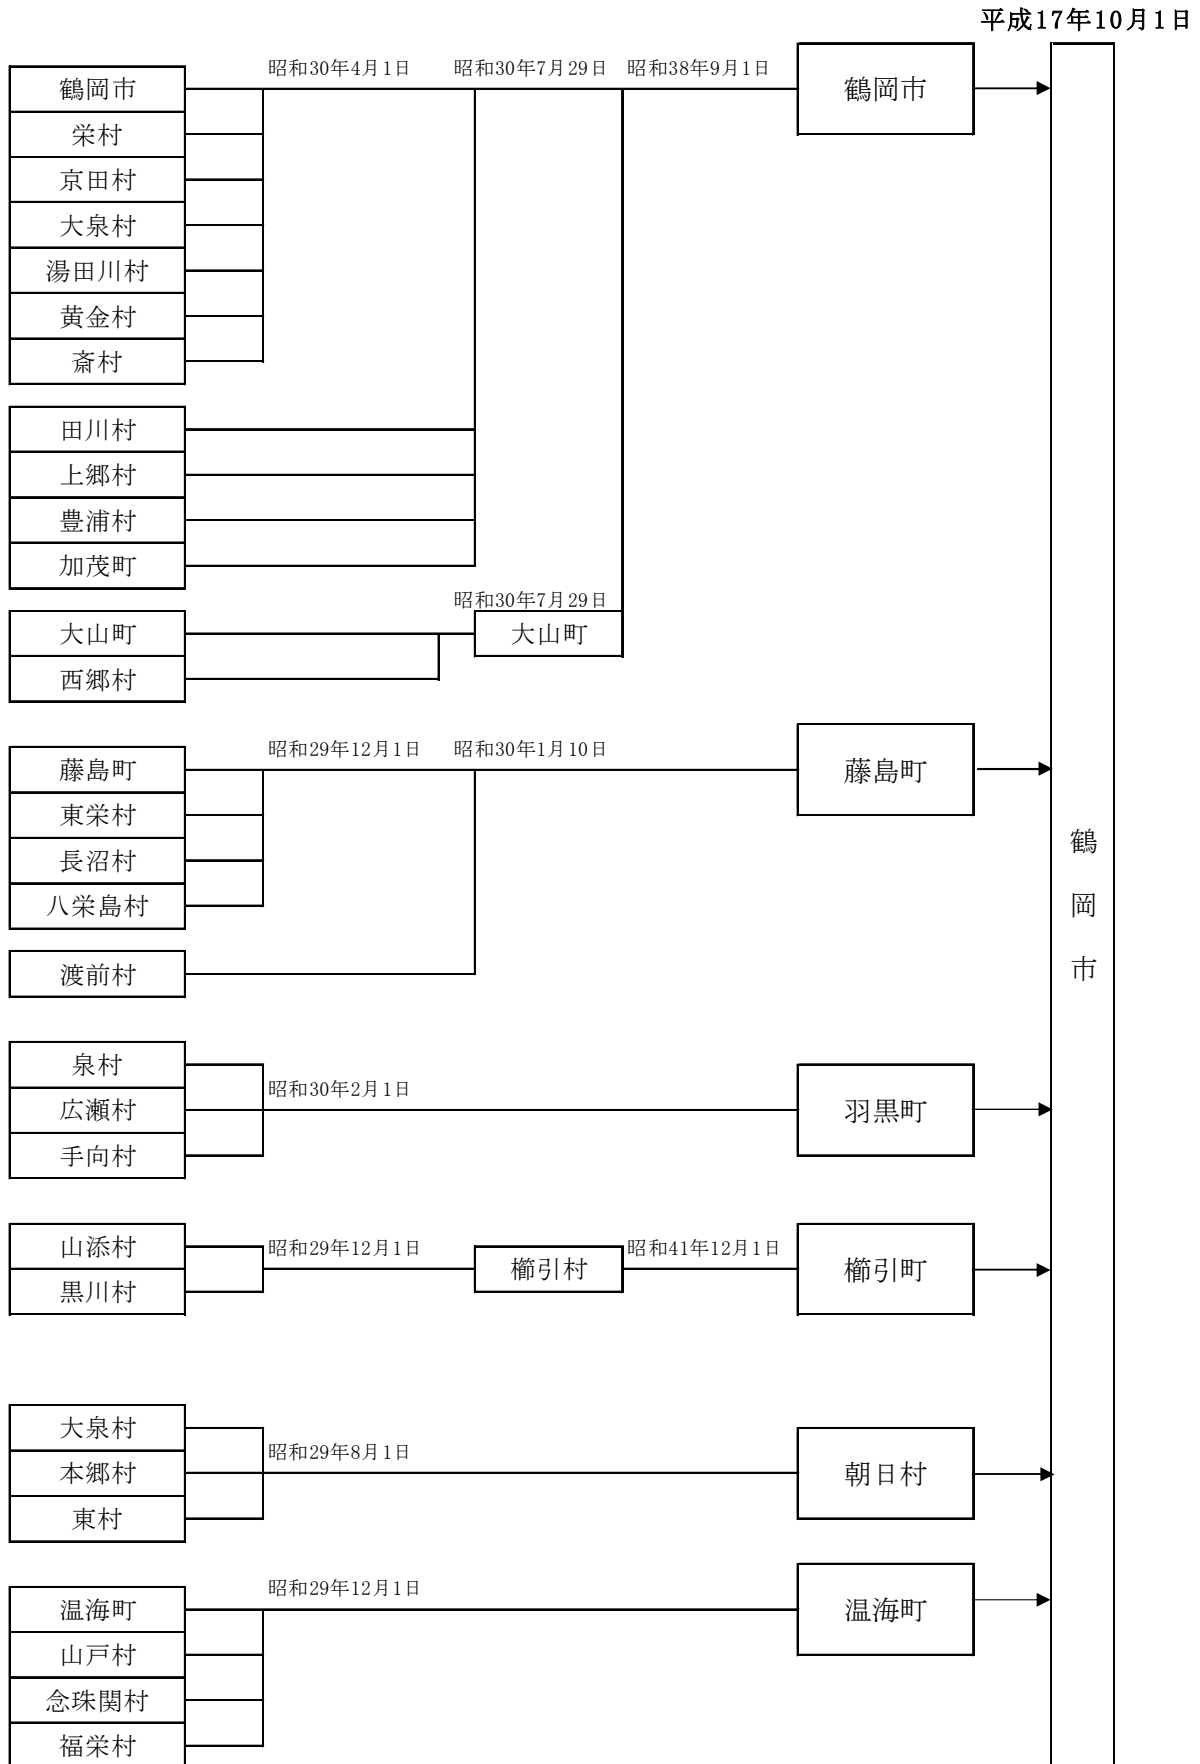 平成17年10月1日
昭和30年4月1日 昭和30年7月29日 昭和38年9月1日
鶴岡市 鶴岡市
栄村
京田村
大泉村
湯田川村
黄金村
斎村
田川村
上郷村
豊浦村
加茂町
昭和30年7月29日
大山町 大山町
西郷村
昭和29年12月1日 昭和30年1月10日
藤島町 藤島町
東栄村
長沼村
八栄島村
渡前村
鶴岡市
泉村
昭和30年2月1日
広瀬村 羽黒町
手向村
山添村
昭和29年12月1日 櫛引村 昭和41年12月1日 櫛引町
黒川村
大泉村
昭和29年8月1日
本郷村 朝日村
東村
昭和29年12月1日
温海町 温海町
山戸村
念珠関村
福栄村